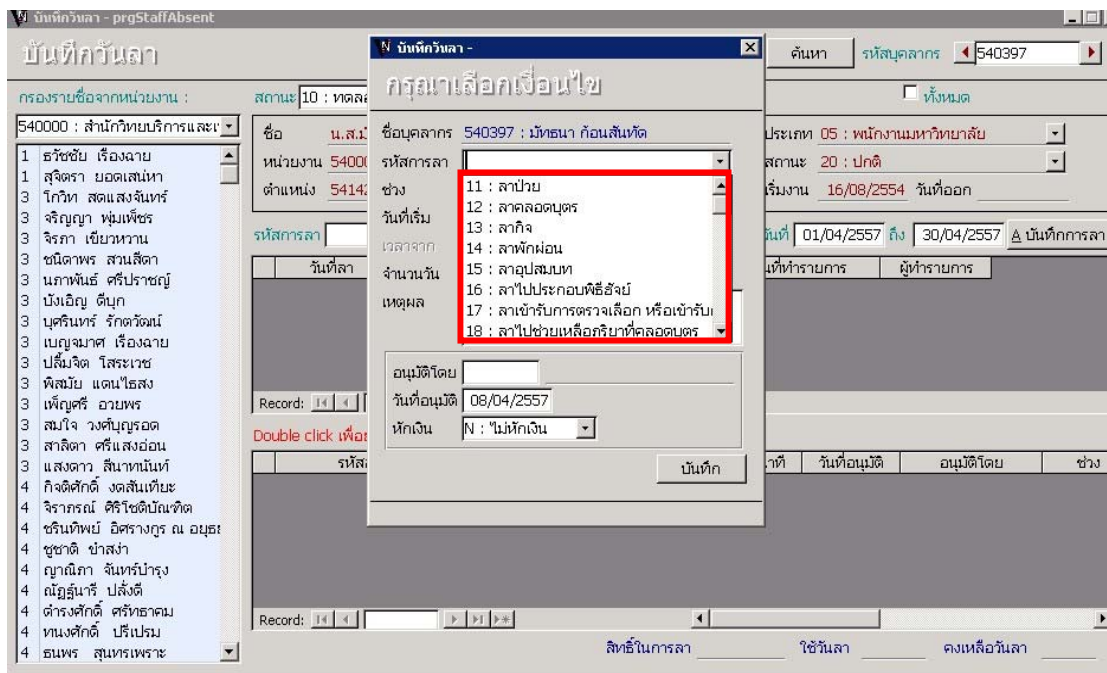 บันทึกวันลา - prgStaffAbsent
บันทึกวันลา
ค้นหา
รหัสบุคลากร
540397
กรองรายชื่อจากหน่วยงาน :
สถานะ 10 :
ทั้งหมด
540000 : สำนักวิทยบริการและ
ชื่อ น.ส.
ประเภท 05 : พนักงานมหาวิทยาลัย
หน่วยงาน 5400
สถานะ 20 : ปกติ
ตำแหน่ง 5414
เริ่มงาน 16/08/2554 วันที่ออก
1 ธวัชชัย เรืองฉาย
1 สุจิตรา ยอดเสน่หา
3 โกวิท สดแสงจันทร์
3 จริญญา พุ่มเพ็ชร
3 จิรภา เขียวหวาน
3 ชนิดาพร สวนสีดา
3 นภาพันธ์ ศรีปราชญ์
3 บังเอิญ ดีบุก
3 บุศรินทร์ รักตวัฒน์
3 เบญจมาศ เรืองฉาย
3 ปลื้มจิต โสระเวช
3 พิสมัย แดนไธสง
3 เพ็ญศรี อวยพร
3 สมใจ วงศ์บุญรอด
3 สาลิตา ศรีแสงอ่อน
3 แสงดาว สีนาทนันท์
4 กิจติศักดิ์ งดสันเทียะ
4 จิราภรณ์ ศิริโชติบัณฑิต
4 ชรินทิพย์ อิศรางกูร ณ อยุธย
4 ชูชาติ ขำสง่า
4 ญาณิภา จันทร์บำรุง
4 ณัฏฐ์นารี ปลั่งดี
4 ดำรงศักดิ์ ศรัทธาคม
4 ทนงศักดิ์ ปรีเปรม
4 ธนพร สุนทรเพราะ
รหัสการลา
วันที่ 01/04/2557 ถึง 30/04/2557 A บันทึกการลา
วันที่ลา
นที่ทำรายการ
ผู้ทำรายการ
Record:
Double click เพื่อ
รหัส
วันที่อนุมัติ
อนุมัติโดย
ช่วง
Record:
สิทธิ์ในการลา
ใช้วันลา
คงเหลือวันลา
บันทึกวันลา -
กรุณาเลือกเงื่อนไข
ชื่อบุคลากร 540397 : มัทธนา ก้อนสันทัด
รหัสการลา
ช่วง
วันที่เริ่ม
เวลาจาก
จำนวนวัน
เหตุผล
11 : ลาป่วย
12 : ลาคลอดบุตร
13 : ลากิจ
14 : ลาพักผ่อน
15 : ลาอุปสมบท
16 : ลาไปประกอบพิธีฮัจย์
17 : ลาเข้ารับการตรวจเลือก หรือเข้ารับ
18 : ลาไปช่วยเหลือภริยาที่คลอดบุตร
อนุมัติโดย
วันที่อนุมัติ 08/04/2557
หักเงิน N : ไม่หักเงิน
บันทึก